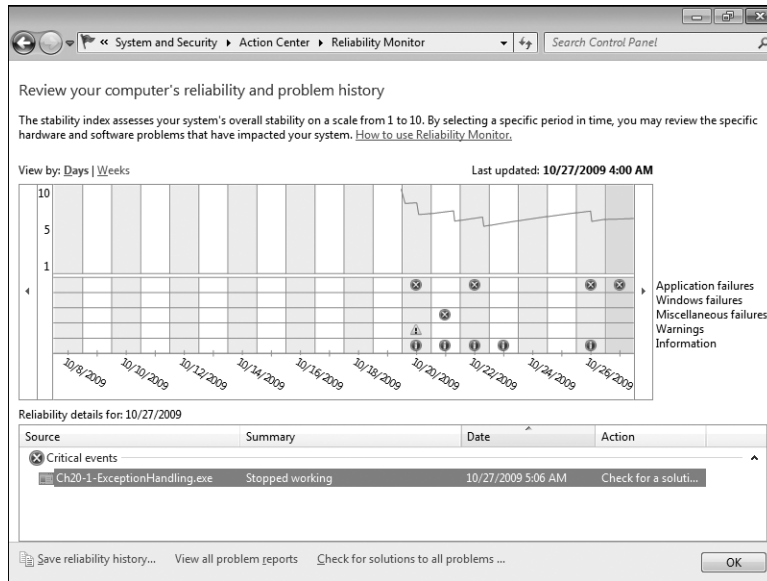 « System and Security ▸ Action Center ▸ Reliability Monitor
Search Control Panel
Review your computer's reliability and problem history
The stability index assesses your system's overall stability on a scale from 1 to 10. By selecting a specific period in time, you may review the specific
hardware and software problems that have impacted your system. How to use Reliability Monitor.
View by: Days | Weeks
Last updated: 10/27/2009 4:00 AM
10
5
1
Application failures
Windows failures
Miscellaneous failures
Warnings
Information
10/8/2009
10/10/2009
10/12/2009
10/14/2009
10/16/2009
10/18/2009
10/20/2009
10/22/2009
10/24/2009
10/26/2009
Reliability details for: 10/27/2009
Source Summary Date Action
Critical events
Ch20-1-ExceptionHandling.exe Stopped working 10/27/2009 5:06 AM Check for a soluti...
Save reliability history... View all problem reports Check for solutions to all problems ...
OK